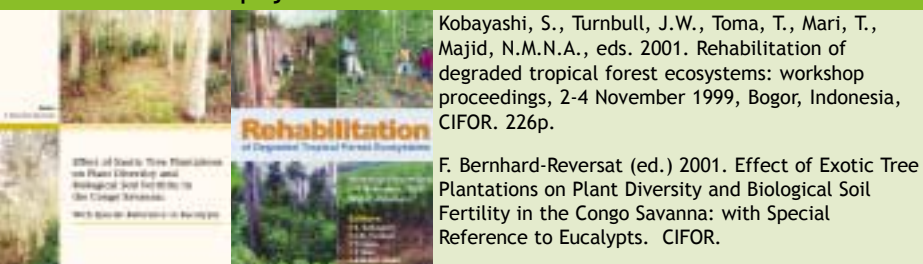 Effect of Exotic Tree Plantations
on Plant Diversity and
Biological Soil Fertility in
the Congo Savanna:
With Special Reference to Eucalypts
Rehabilitation
of Degraded Tropical Forest Ecosystems
Editors
Kobayashi, S., Turnbull, J.W., Toma, T., Mari, T.,
Majid, N.M.N.A., eds. 2001. Rehabilitation of
degraded tropical forest ecosystems: workshop
proceedings, 2-4 November 1999, Bogor, Indonesia,
CIFOR. 226p.
F. Bernhard-Reversat (ed.) 2001. Effect of Exotic Tree
Plantations on Plant Diversity and Biological Soil
Fertility in the Congo Savanna: with Special
Reference to Eucalypts.  CIFOR.